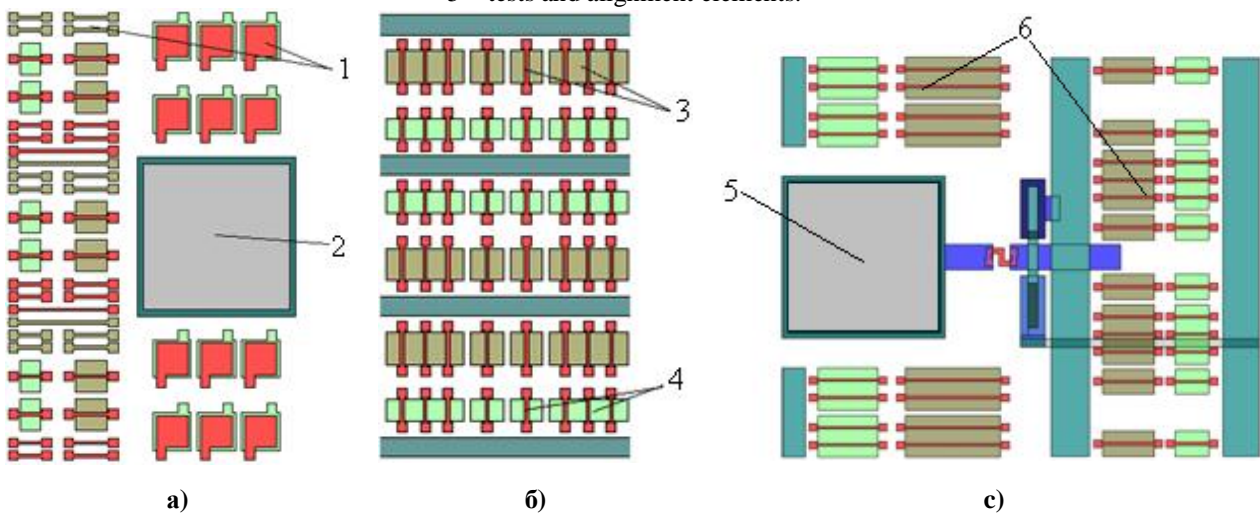 5 – tests and alignment elements.
1
2
3
4
5
6
а)
б)
с)